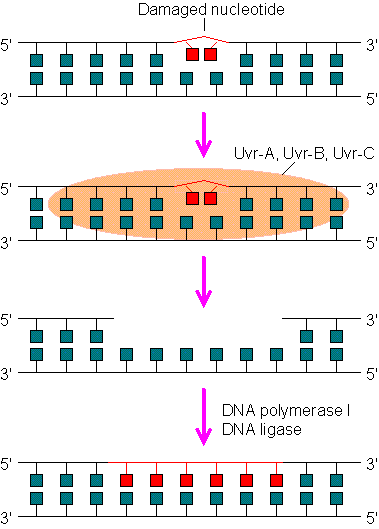 Damaged nucleotide
5' 3'
3' 5'
Uvr-A, Uvr-B, Uvr-C
5' 3'
3' 5'
5' 3'
3' 5'
DNA polymerase I
DNA ligase
5' 3'
3' 5'